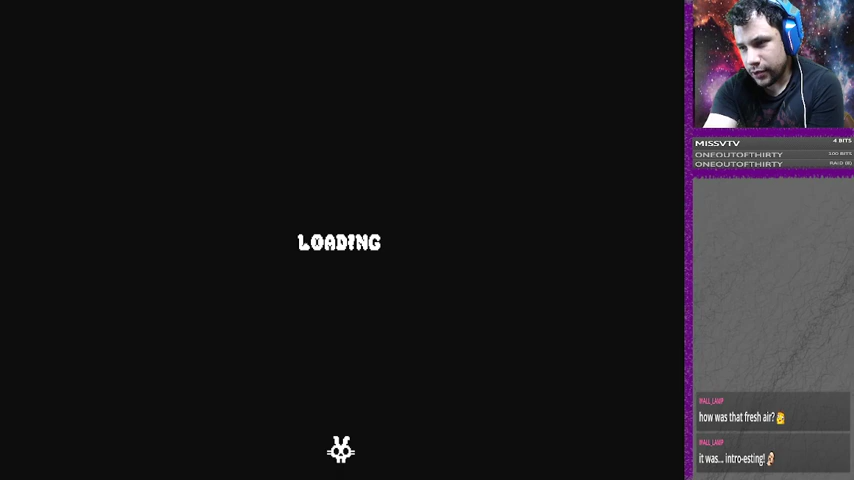 MISSVTV 4 BITS
ONEOUTOFTHIRTY 100 BITS
ONEOUTOFTHIRTY RAID (8)
LOADING
WALL_LAMP
how was that fresh air?
WALL_LAMP
it was... intro-esting!